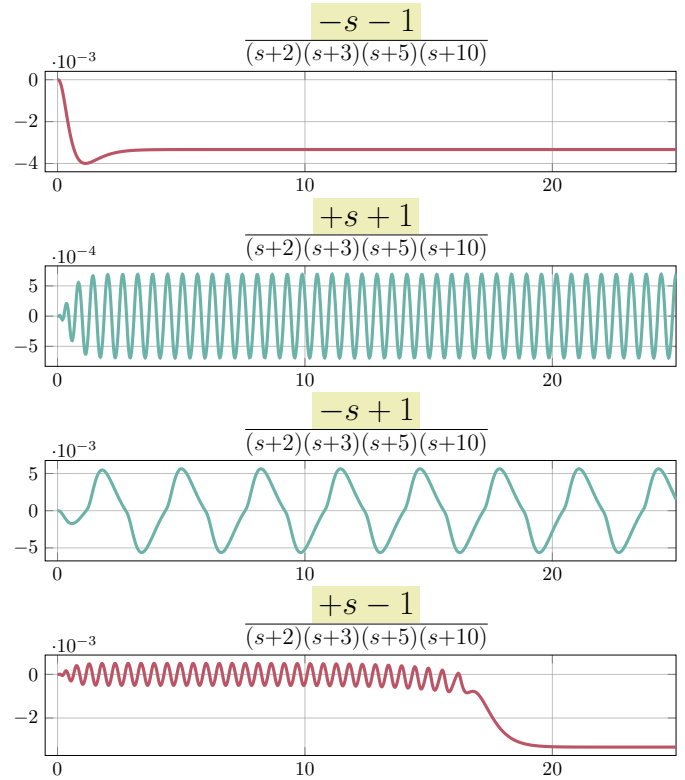 −s − 1
(s+2)(s+3)(s+5)(s+10)
·10⁻³
0
−2
−4
0 10 20
+s + 1
(s+2)(s+3)(s+5)(s+10)
·10⁻⁴
5
0
−5
0 10 20
−s + 1
(s+2)(s+3)(s+5)(s+10)
·10⁻³
5
0
−5
0 10 20
+s − 1
(s+2)(s+3)(s+5)(s+10)
·10⁻³
0
−2
0 10 20